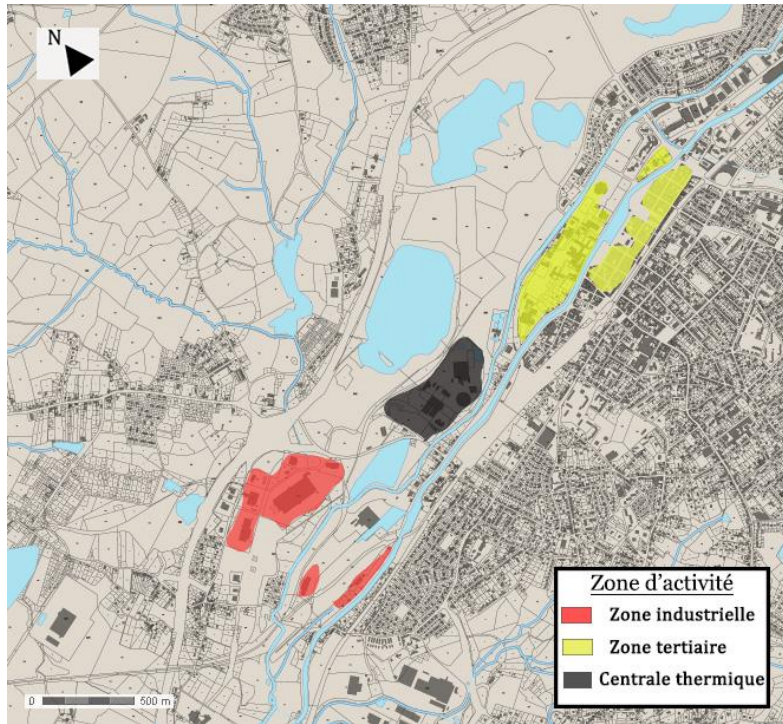 N
Zone d'activité
Zone industrielle
Zone tertiaire
Centrale thermique
0 500 m